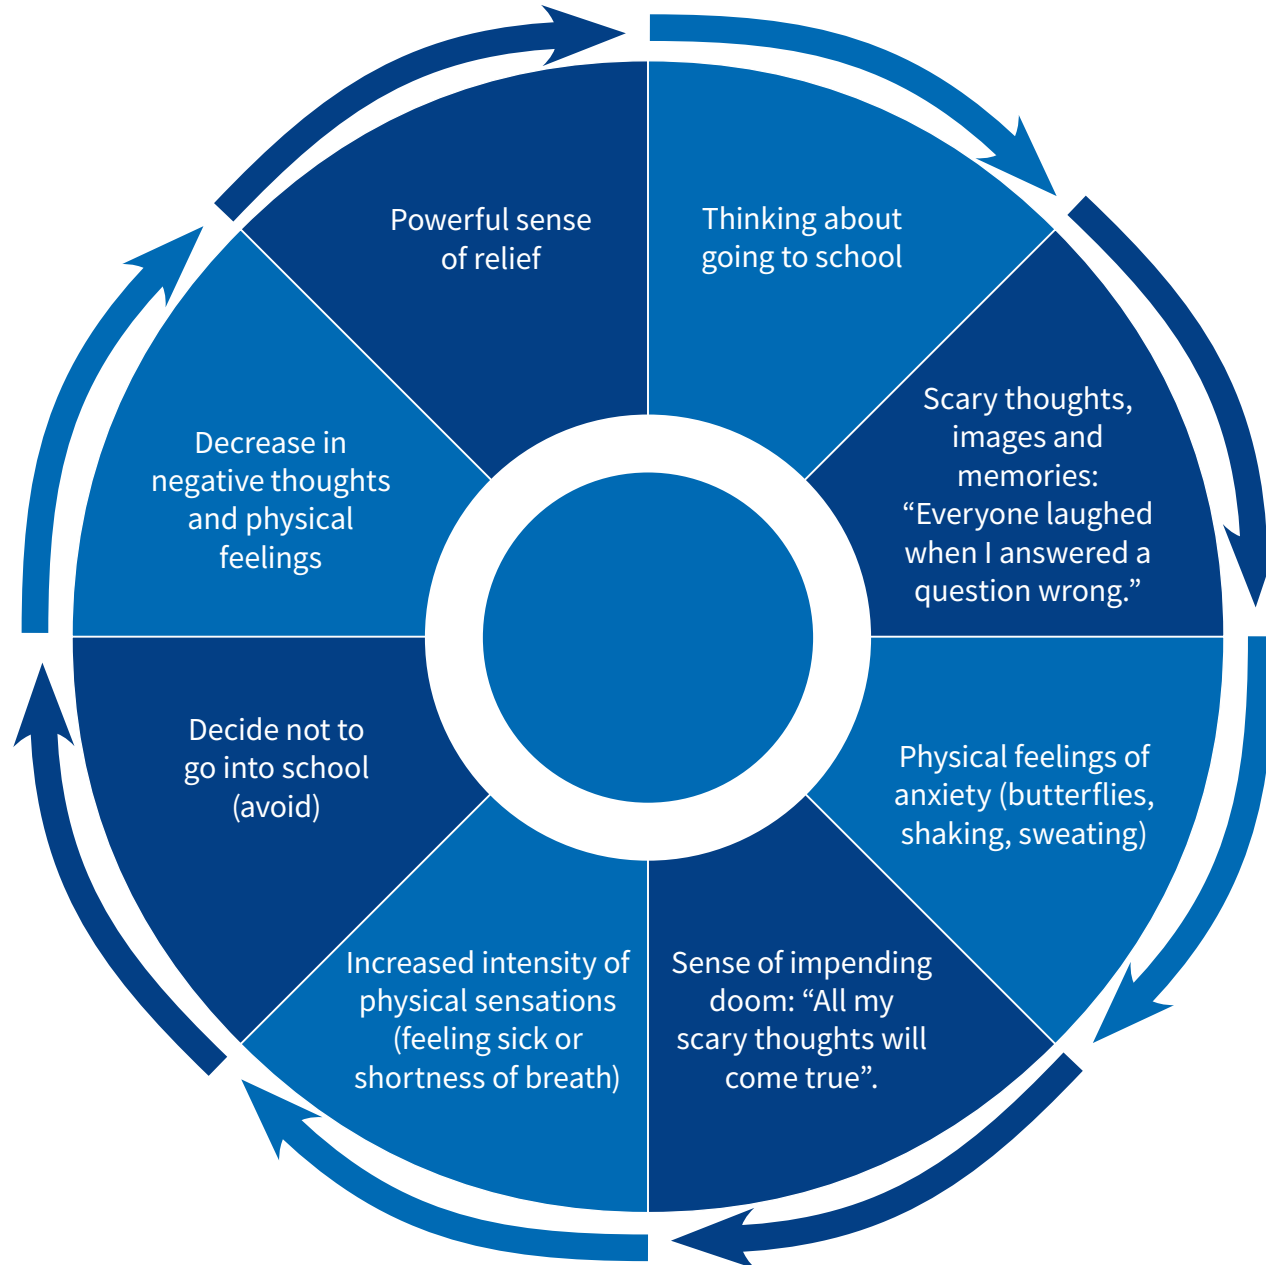 Thinking about
going to school
Scary thoughts,
images and
memories:
“Everyone laughed
when I answered a
question wrong.”
Physical feelings of
anxiety (butterflies,
shaking, sweating)
Sense of impending
doom: “All my
scary thoughts will
come true”.
Increased intensity of
physical sensations
(feeling sick or
shortness of breath)
Decide not to
go into school
(avoid)
Decrease in
negative thoughts
and physical
feelings
Powerful sense
of relief